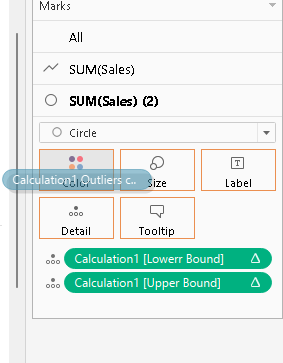 Marks
All
SUM(Sales)
SUM(Sales) (2)
Circle
Calculation1 Outliers c..
Color
Size
Label
Detail
Tooltip
Calculation1 [Lowerr Bound] Δ
Calculation1 [Upper Bound] Δ